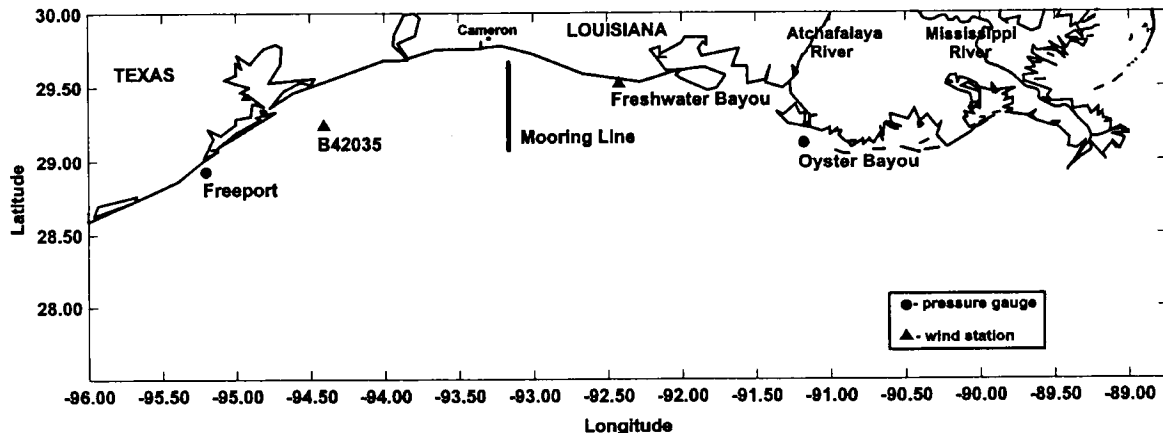 30.00
29.50
29.00
28.50
28.00
Latitude
TEXAS
Cameron
LOUISIANA
Atchafalaya
River
Mississippi
River
B42035
Freeport
Mooring Line
Freshwater Bayou
Oyster Bayou
- pressure gauge
- wind station
-96.00 -95.50 -95.00 -94.50 -94.00 -93.50 -93.00 -92.50 -92.00 -91.50 -91.00 -90.50 -90.00 -89.50 -89.00
Longitude